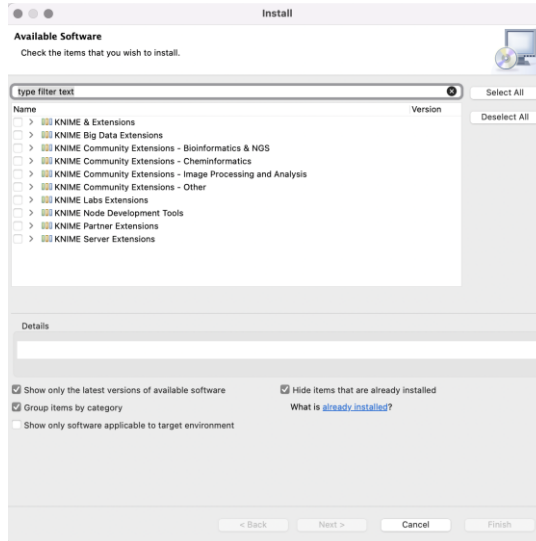 Install
Available Software
Check the items that you wish to install.
type filter text
Select All
Name Version
Deselect All
KNIME & Extensions
KNIME Big Data Extensions
KNIME Community Extensions - Bioinformatics & NGS
KNIME Community Extensions - Cheminformatics
KNIME Community Extensions - Image Processing and Analysis
KNIME Community Extensions - Other
KNIME Labs Extensions
KNIME Node Development Tools
KNIME Partner Extensions
KNIME Server Extensions
Details
Show only the latest versions of available software Hide items that are already installed
Group items by category What is already installed?
Show only software applicable to target environment
< Back Next > Cancel Finish